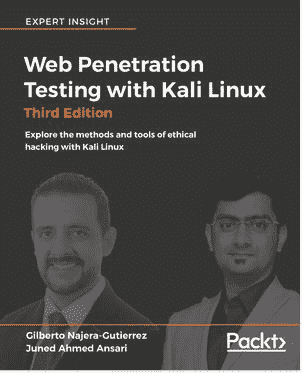 EXPERT INSIGHT
Web Penetration
Testing with Kali Linux
Third Edition
Explore the methods and tools of ethical
hacking with Kali Linux
Gilberto Najera-Gutierrez
Juned Ahmed Ansari
Packt>